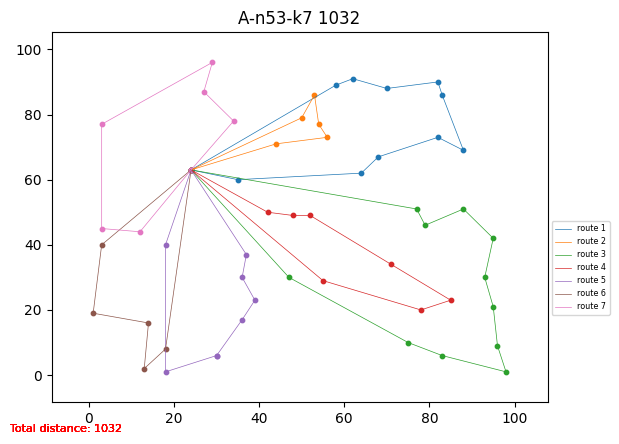 A-n53-k7 1032
100
80
60
40
20
0
0 20 40 60 80 100
route 1
route 2
route 3
route 4
route 5
route 6
route 7
Total distance: 1032